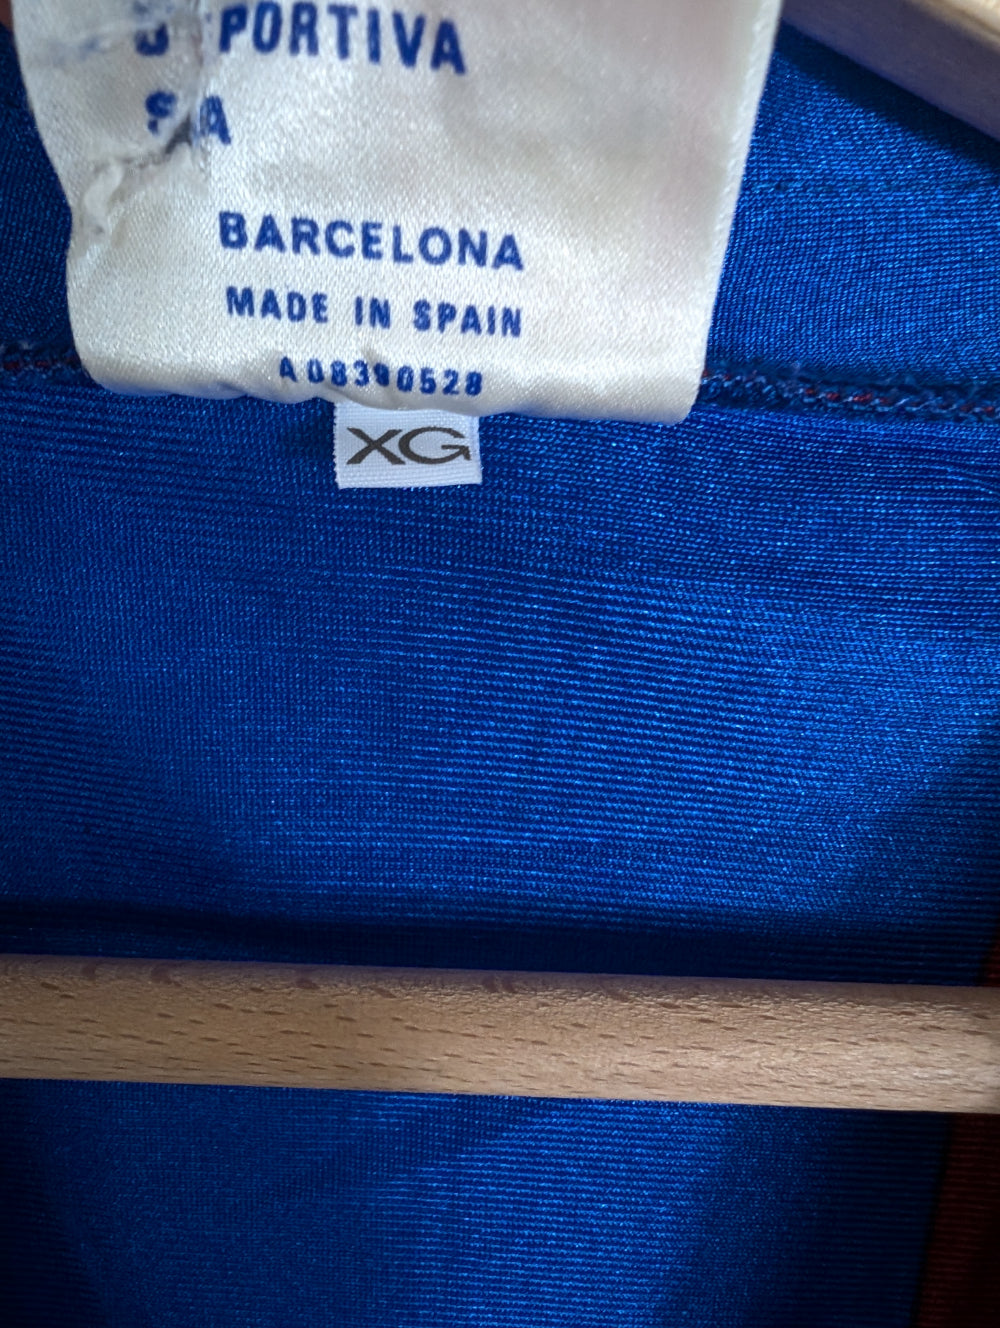 PORTIVA
BARCELONA
MADE IN SPAIN
A08390528
XG